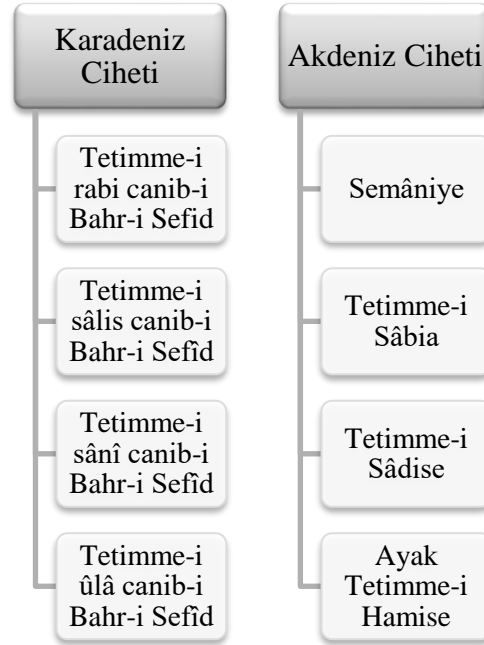 Karadeniz
Ciheti
Tetimme-i
rabi canib-i
Bahr-i Sefid
Tetimme-i
sâlis canib-i
Bahr-i Sefîd
Tetimme-i
sânî canib-i
Bahr-i Sefîd
Tetimme-i
ûlâ canib-i
Bahr-i Sefîd
Akdeniz Ciheti
Semâniye
Tetimme-i
Sâbia
Tetimme-i
Sâdise
Ayak
Tetimme-i
Hamise